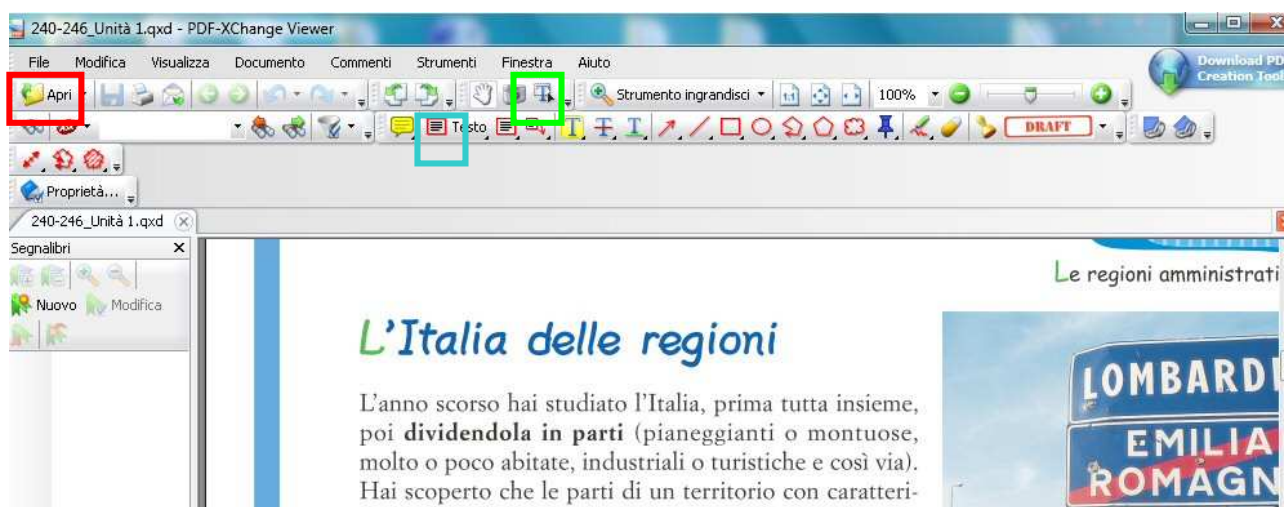 240-246_Unità 1.qxd - PDF-XChange Viewer
File Modifica Visualizza Documento Commenti Strumenti Finestra Aiuto
Download PD
Creation Tool
Apri Strumento ingrandisci 100%
Testo T T T DRAFT
Proprietà...
240-246_Unità 1.qxd
Segnalibri
Nuovo Modifica
Le regioni amministrati
L'Italia delle regioni
L'anno scorso hai studiato l'Italia, prima tutta insieme,
poi dividendola in parti (pianeggianti o montuose,
molto o poco abitate, industriali o turistiche e così via).
Hai scoperto che le parti di un territorio con caratteri-
LOMBARDI
EMILIA
ROMAGN